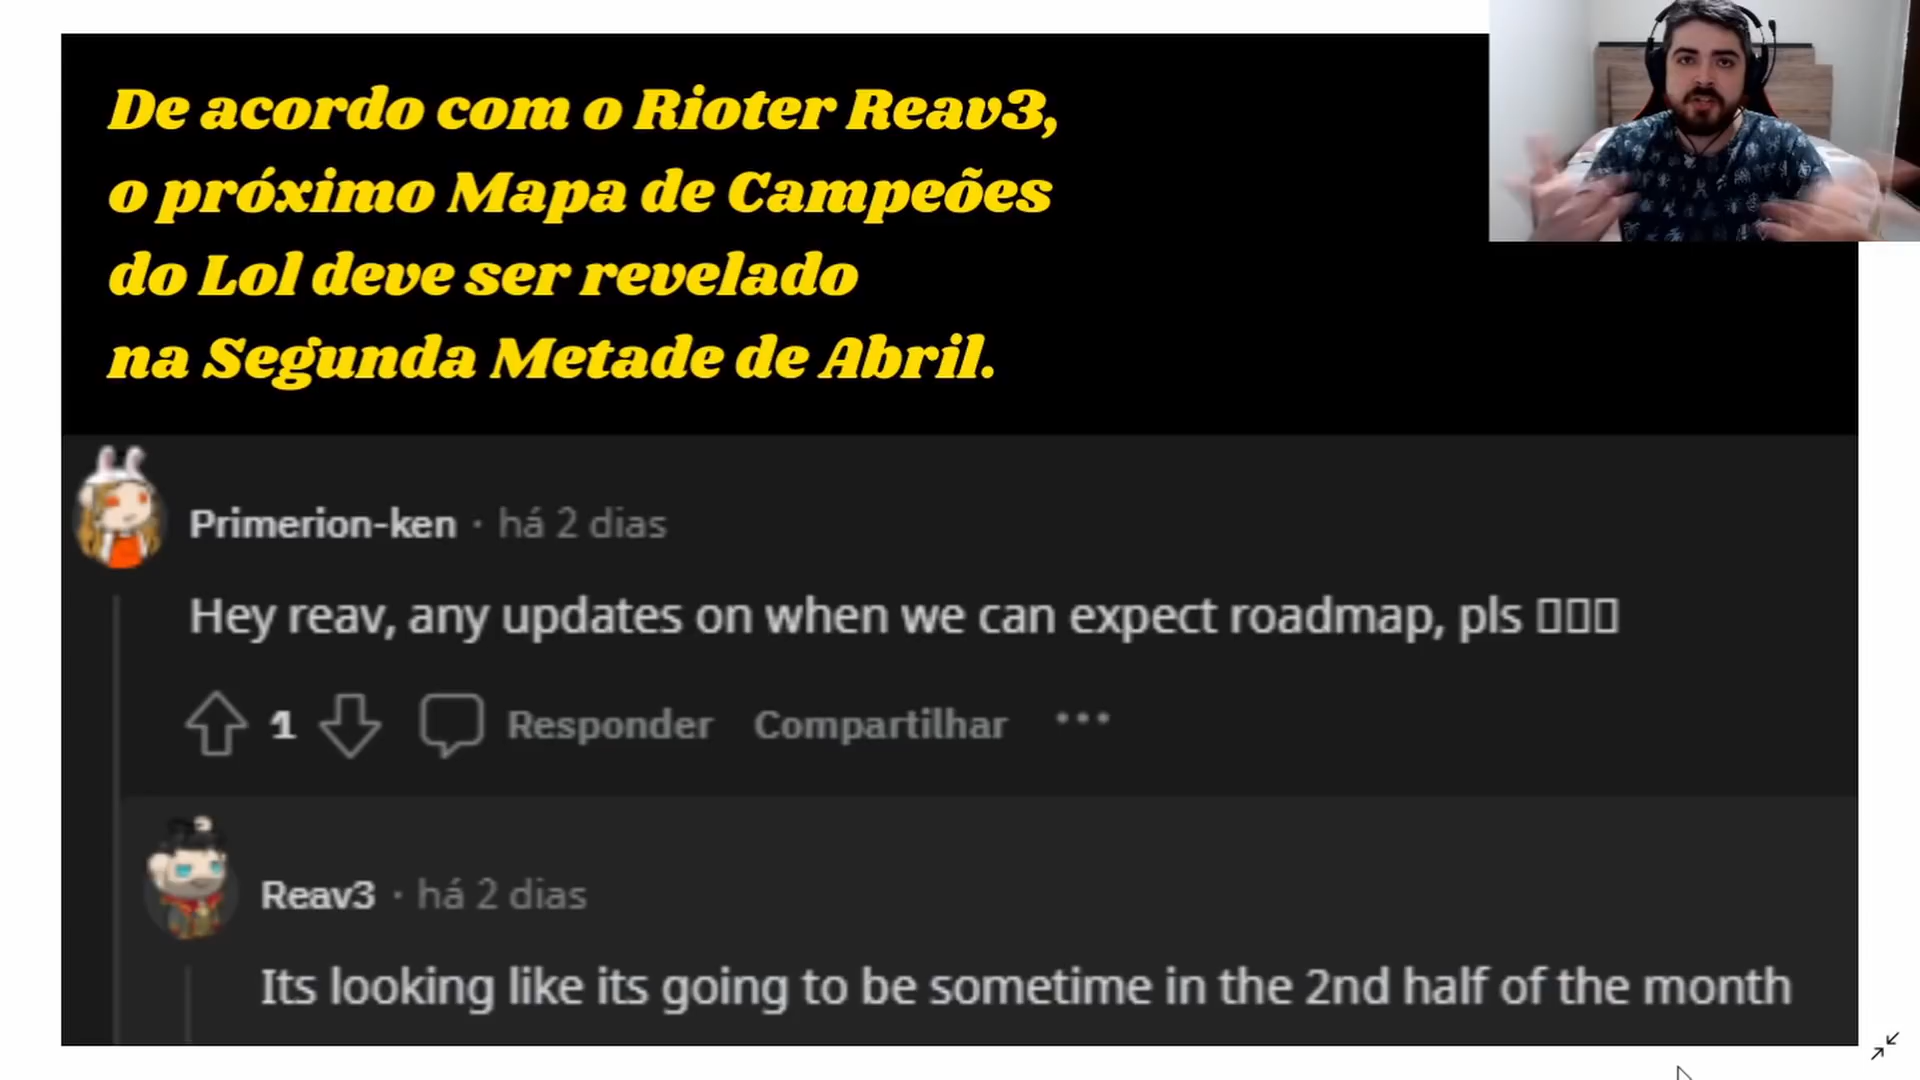 De acordo com o Rioter Reav3,
o próximo Mapa de Campeões
do Lol deve ser revelado
na Segunda Metade de Abril.
Primerion-ken · há 2 dias
Hey reav, any updates on when we can expect roadmap, pls
1 Responder Compartilhar
Reav3 · há 2 dias
Its looking like its going to be sometime in the 2nd half of the month